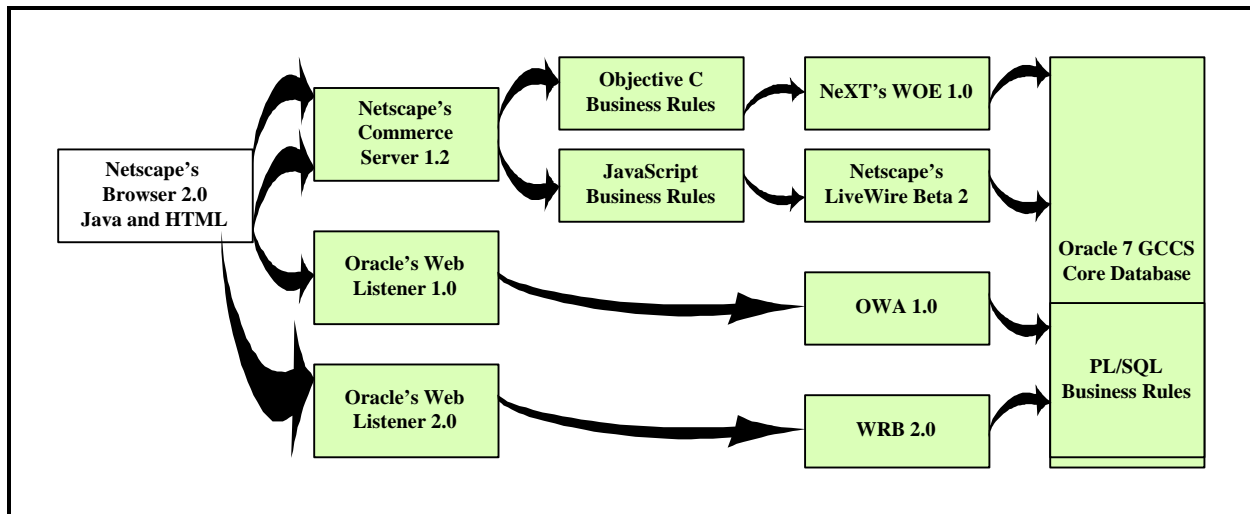 Netscape's
Browser 2.0
Java and HTML
Netscape's
Commerce
Server 1.2
Oracle's Web
Listener 1.0
Oracle's Web
Listener 2.0
Objective C
Business Rules
JavaScript
Business Rules
NeXT's WOE 1.0
Netscape's
LiveWire Beta 2
OWA 1.0
WRB 2.0
Oracle 7 GCCS
Core Database
PL/SQL
Business Rules